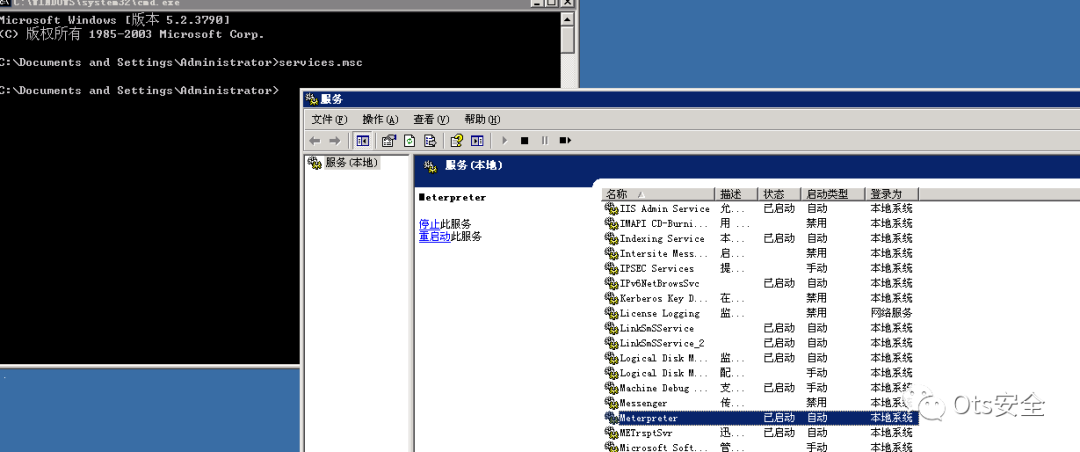 C:\WINDOWS\system32\cmd.exe
Microsoft Windows [版本 5.2.3790]
(C) 版权所有 1985-2003 Microsoft Corp.
C:\Documents and Settings\Administrator>services.msc
C:\Documents and Settings\Administrator>
服务
文件(F) 操作(A) 查看(V) 帮助(H)
服务(本地)
服务(本地)
Meterpreter
停止此服务
重启动此服务
名称 描述 状态 启动类型 登录为
IIS Admin Service 允... 已启动 自动 本地系统
IMAPI CD-Burni... 用 ... 禁用 本地系统
Indexing Service 本... 已启动 自动 本地系统
Intersite Mess... 启... 禁用 本地系统
IPSEC Services 提... 手动 本地系统
IPv6NetBrowsSvc 已启动 自动 本地系统
Kerberos Key D... 在... 禁用 本地系统
License Logging 监... 禁用 网络服务
LinkSmSService 已启动 自动 本地系统
LinkSmSService_2 已启动 自动 本地系统
Logical Disk M... 监... 已启动 自动 本地系统
Logical Disk M... 配... 手动 本地系统
Machine Debug ... 支... 已启动 自动 本地系统
Messenger 传... 禁用 本地系统
Meterpreter 已启动 自动 本地系统
METrsptSvr 迅... 已启动 自动 本地系统
Microsoft Soft... 管... 手动 本地系统
Ots安全